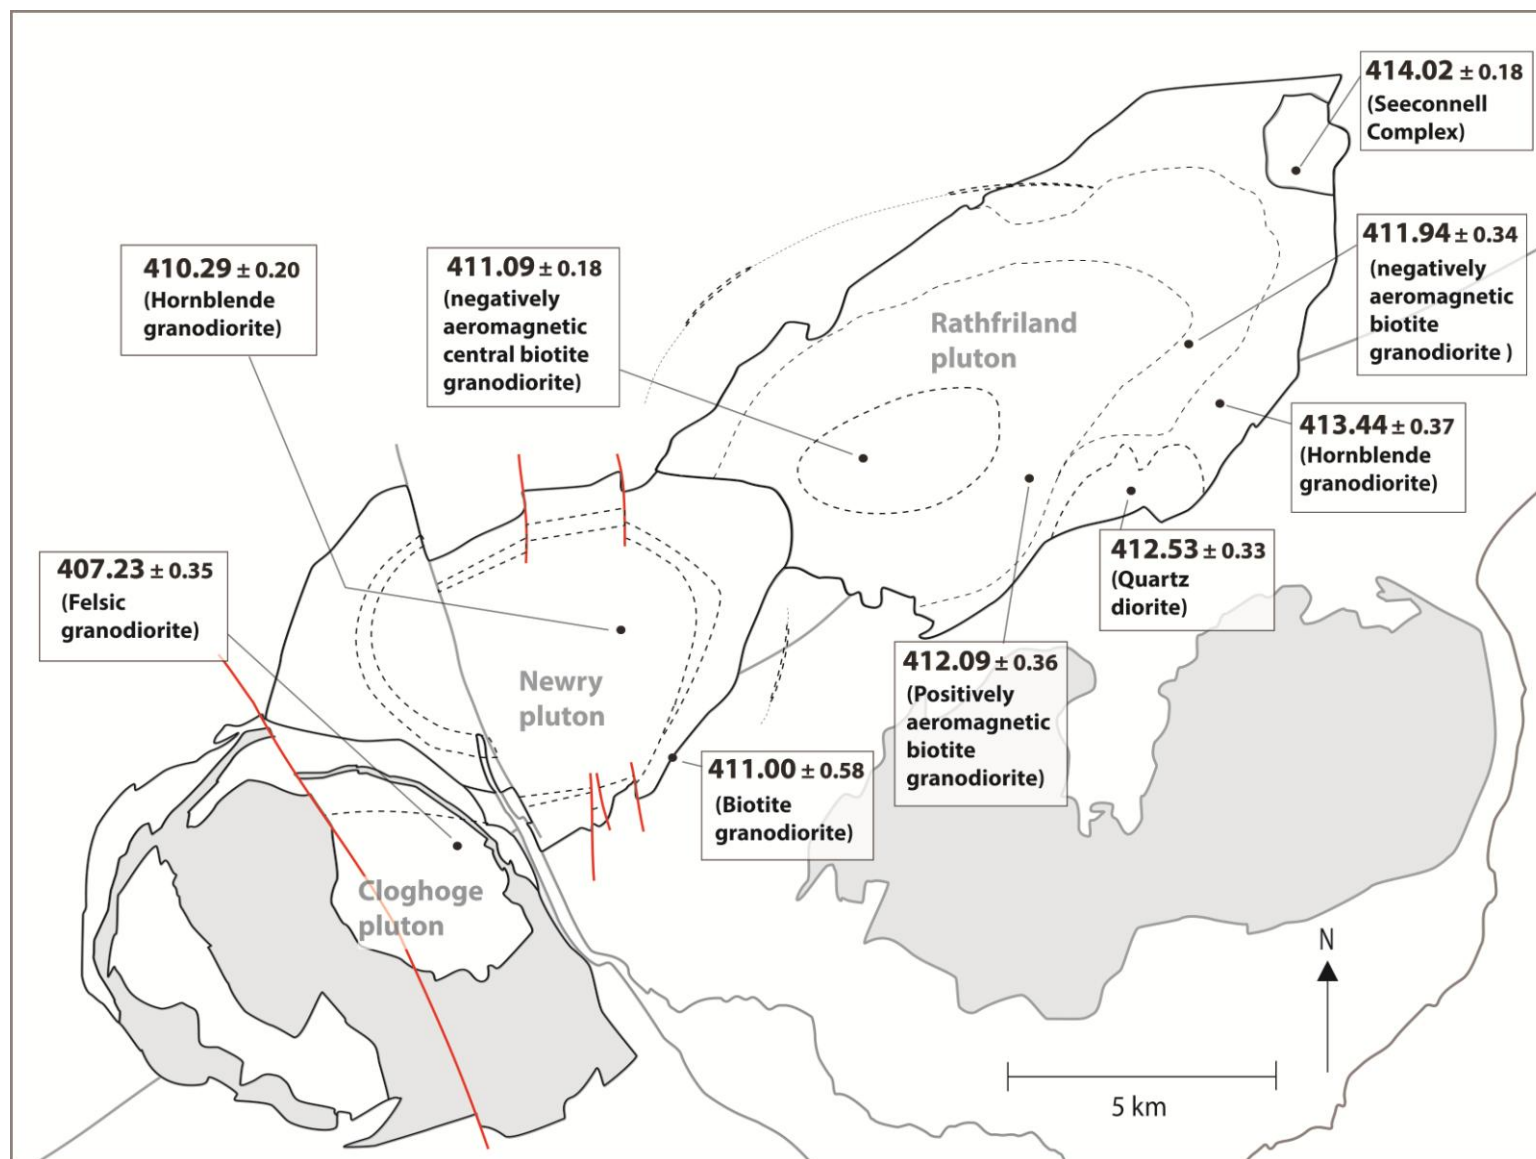 414.02 ± 0.18
(Seeconnell
Complex)
411.94 ± 0.34
(negatively
aeromagnetic
biotite
granodiorite )
410.29 ± 0.20
(Hornblende
granodiorite)
411.09 ± 0.18
(negatively
aeromagnetic
central biotite
granodiorite)
Rathfriland
pluton
413.44 ± 0.37
(Hornblende
granodiorite)
412.53 ± 0.33
(Quartz
diorite)
407.23 ± 0.35
(Felsic
granodiorite)
Newry
pluton
412.09 ± 0.36
(Positively
aeromagnetic
biotite
granodiorite)
411.00 ± 0.58
(Biotite
granodiorite)
Cloghoge
pluton
N
5 km